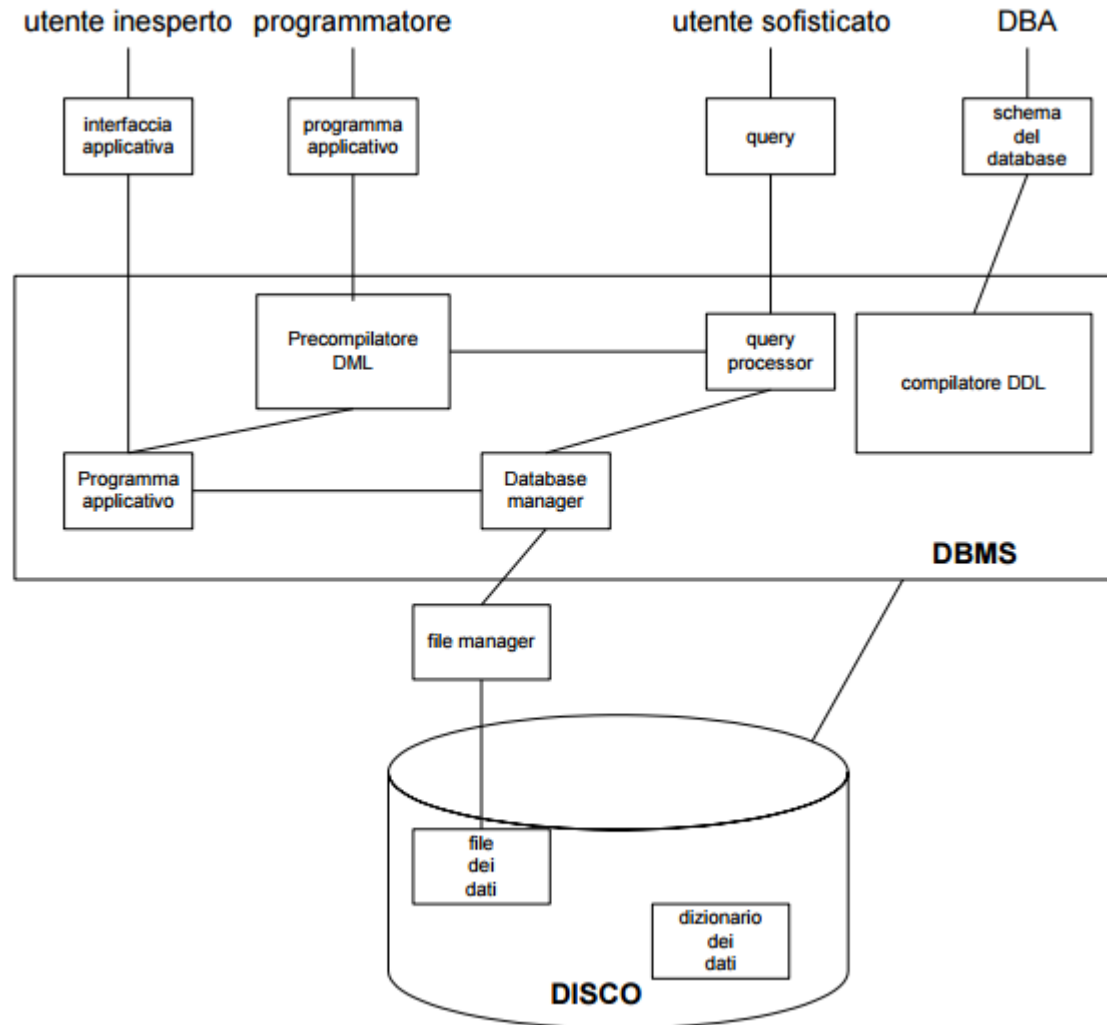 utente inesperto programmatore utente sofisticato DBA
interfaccia
applicativa
programma
applicativo
query
schema
del
database
Precompilatore
DML
query
processor
compilatore DDL
Programma
applicativo
Database
manager
DBMS
file manager
file
dei
dati
dizionario
dei
dati
DISCO